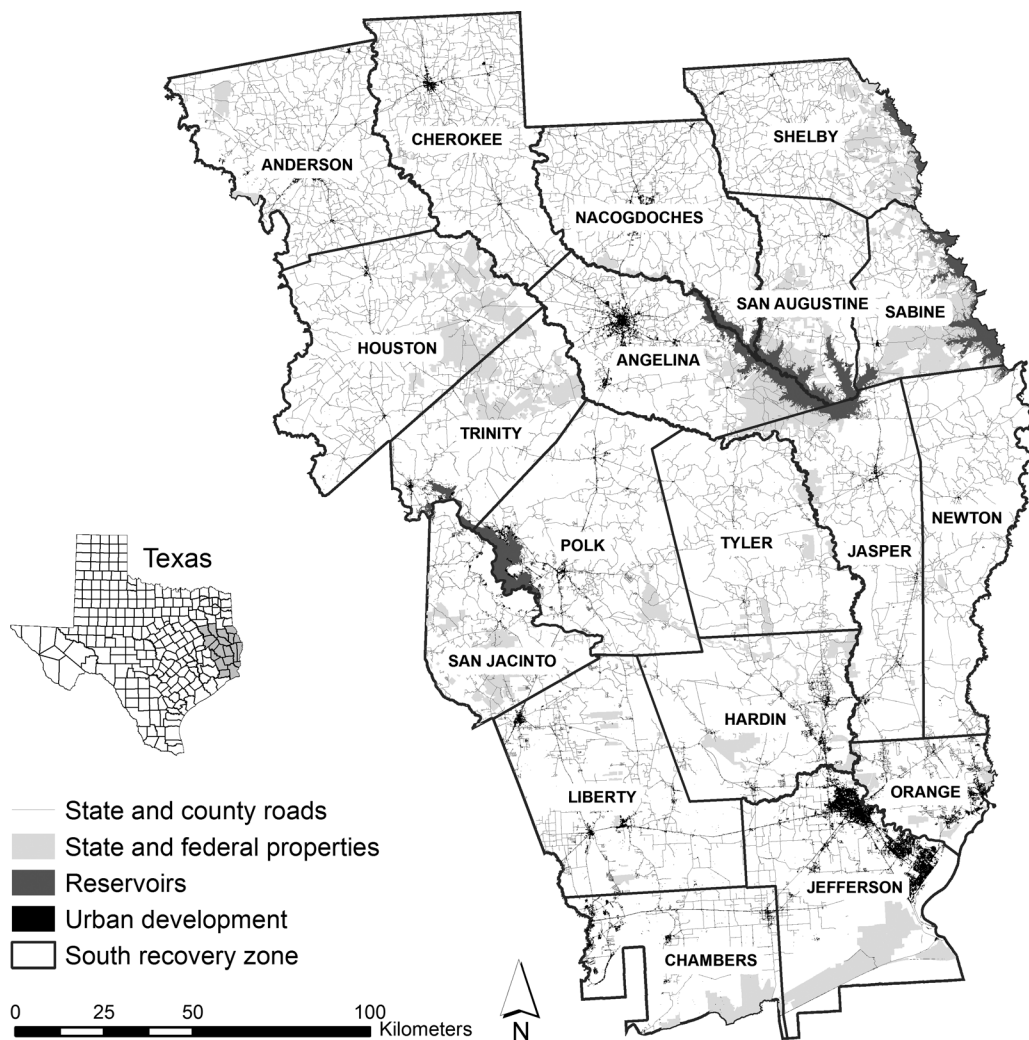 SHELBY
CHEROKEE
ANDERSON
NACOGDOCHES
SAN AUGUSTINE
SABINE
HOUSTON
ANGELINA
TRINITY
NEWTON
POLK
TYLER
JASPER
Texas
SAN JACINTO
HARDIN
ORANGE
LIBERTY
JEFFERSON
CHAMBERS
State and county roads
State and federal properties
Reservoirs
Urban development
South recovery zone
0 25 50 100
Kilometers
N